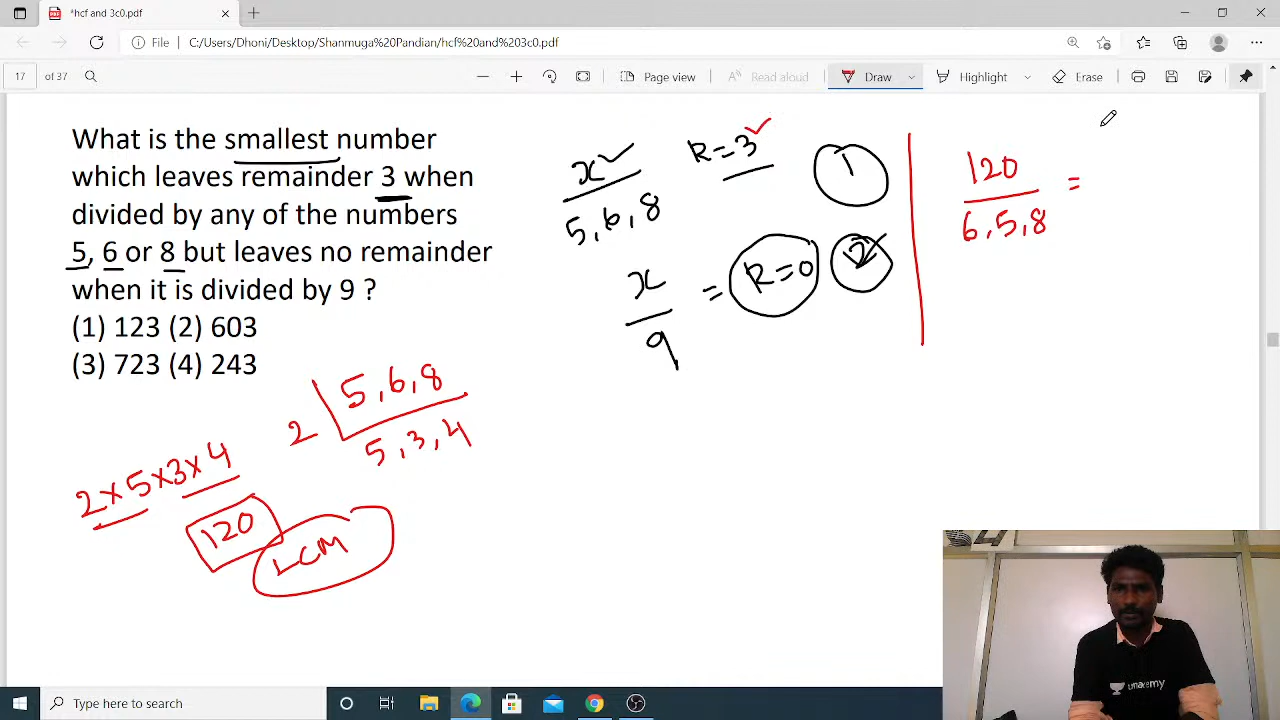 *hcf and 3c0.pdf
File C:/Users/Dhoni/Desktop/Shanmuga%20Pandian/hcf%20and%203c0.pdf
17 of 37 Page view Read aloud Draw Highlight Erase
What is the smallest number
which leaves remainder 3 when
divided by any of the numbers
5, 6 or 8 but leaves no remainder
when it is divided by 9 ?
(1) 123 (2) 603
(3) 723 (4) 243
x
5,6,8
R=3
1
x
9
= R=0
2
120
6,5,8
=
2 5,6,8
5,3,4
2×5×3×4
120
LCM
unacademy
Type here to search